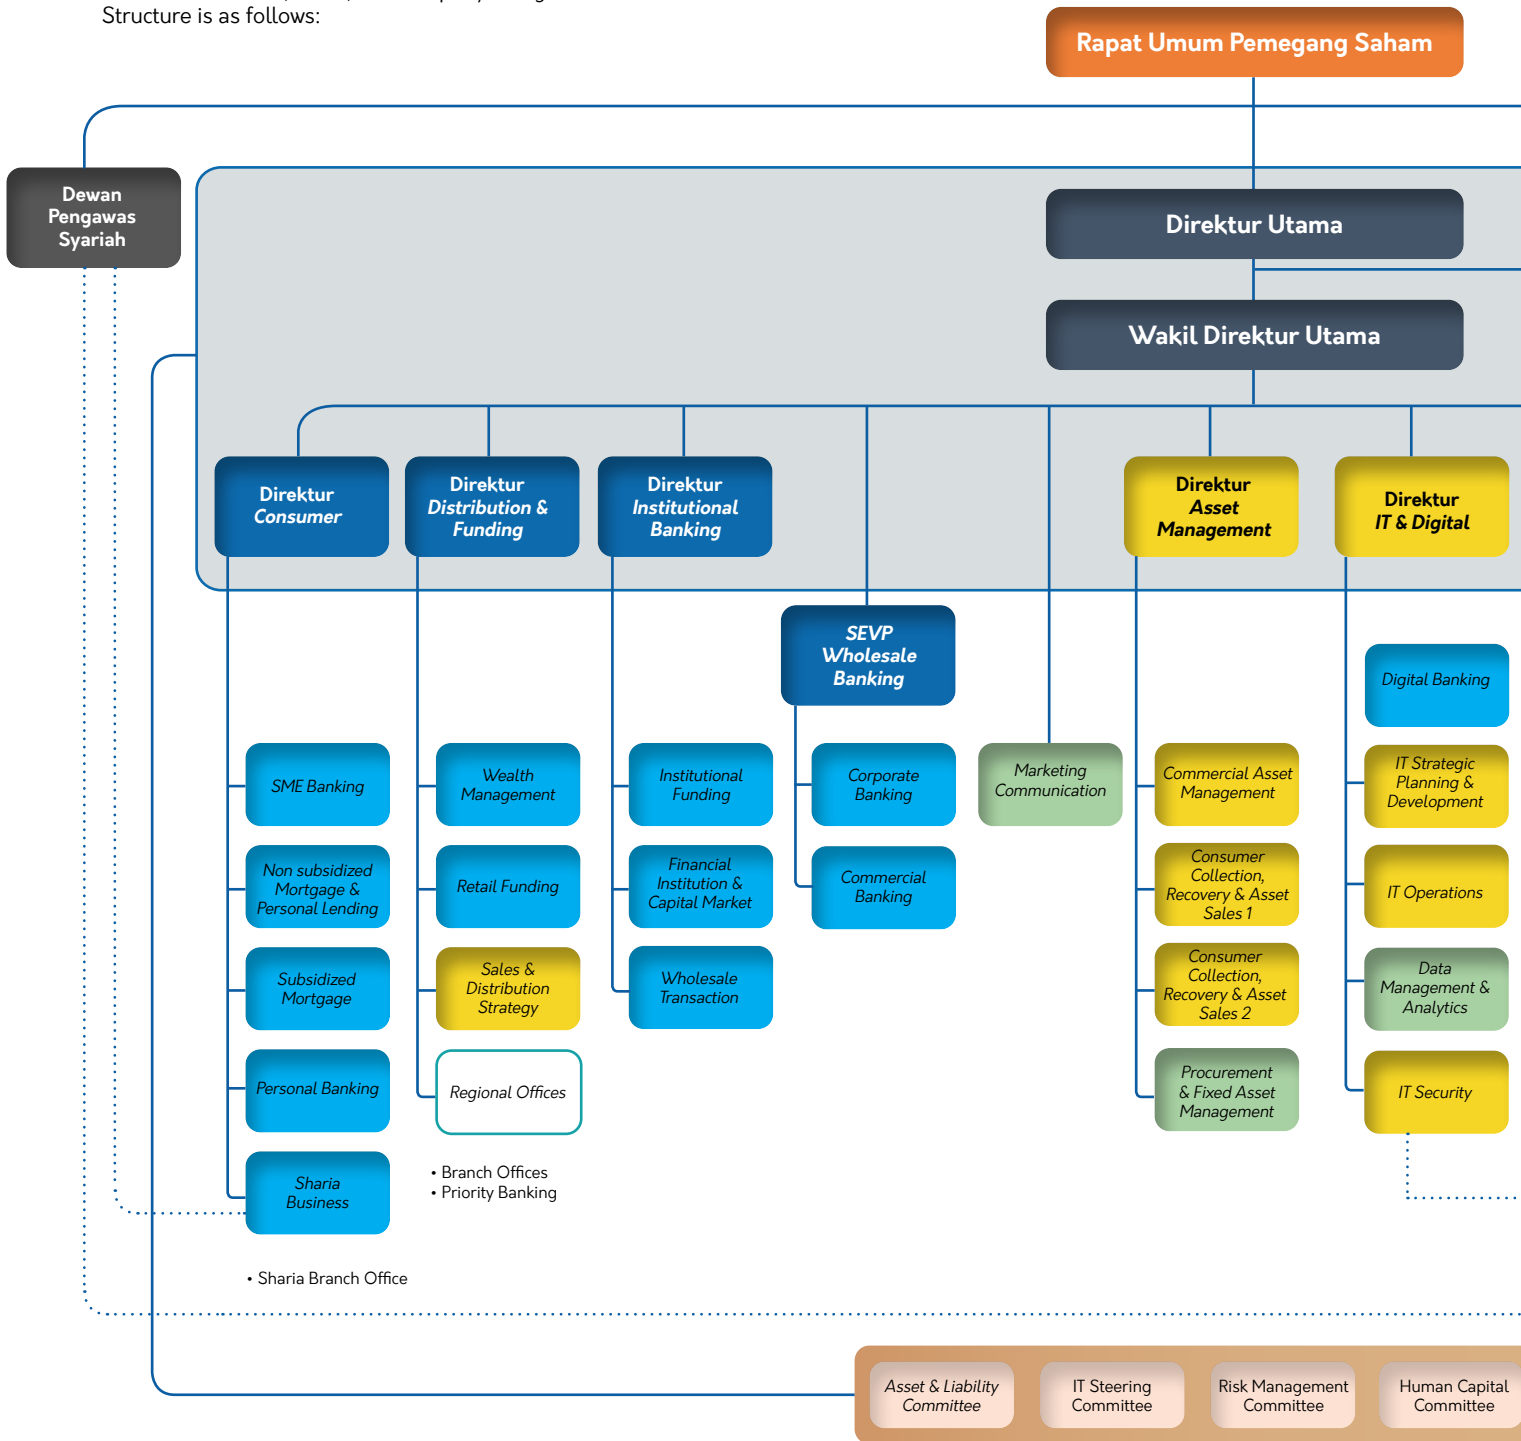 Structure is as follows:
Rapat Umum Pemegang Saham
Dewan
Pengawas
Syariah
Direktur Utama
Wakil Direktur Utama
Direktur
Consumer
Direktur
Distribution &
Funding
Direktur
Institutional
Banking
Direktur
Asset
Management
Direktur
IT & Digital
SEVP
Wholesale
Banking
Digital Banking
SME Banking
Wealth
Management
Institutional
Funding
Corporate
Banking
Marketing
Communication
Commercial Asset
Management
IT Strategic
Planning &
Development
Non subsidized
Mortgage &
Personal Lending
Retail Funding
Financial
Institution &
Capital Market
Commercial
Banking
Consumer
Collection,
Recovery & Asset
Sales 1
IT Operations
Subsidized
Mortgage
Sales &
Distribution
Strategy
Wholesale
Transaction
Consumer
Collection,
Recovery & Asset
Sales 2
Data
Management &
Analytics
Personal Banking
Regional Offices
Procurement
& Fixed Asset
Management
IT Security
• Branch Offices
• Priority Banking
Sharia
Business
• Sharia Branch Office
Asset & Liability
Committee
IT Steering
Committee
Risk Management
Committee
Human Capital
Committee